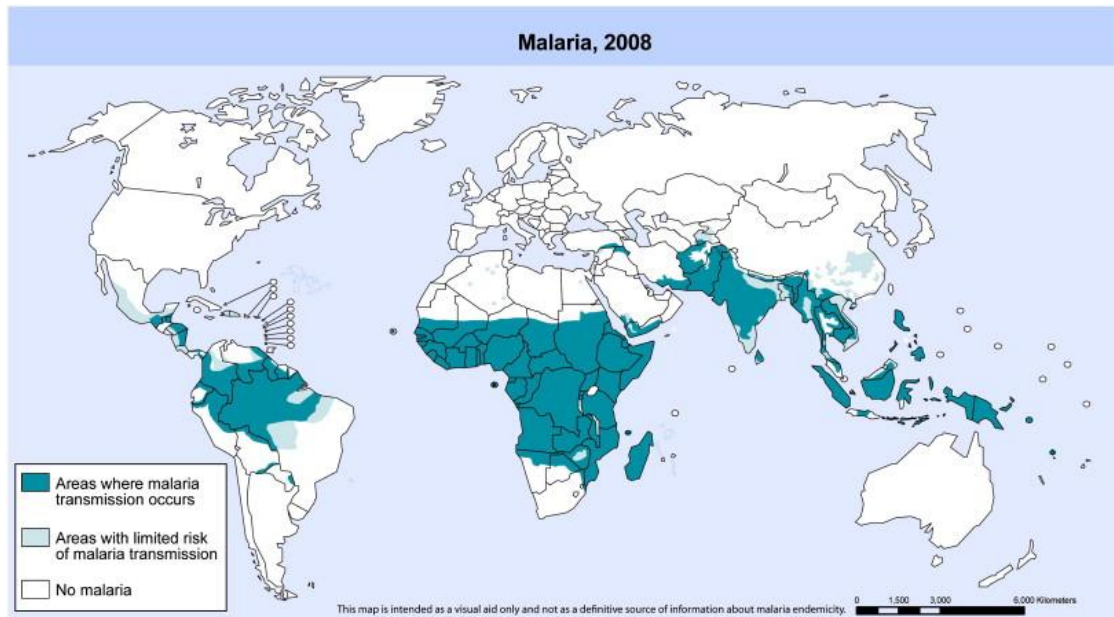 Malaria, 2008
Areas where malaria
transmission occurs
Areas with limited risk
of malaria transmission
No malaria
This map is intended as a visual aid only and not as a definitive source of information about malaria endemicity.
0 1,500 3,000 6,000 Kilometers